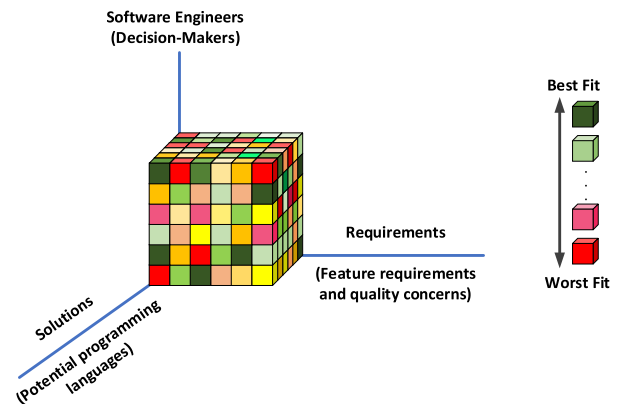 Software Engineers
(Decision-Makers)
Best Fit
Requirements
(Feature requirements
and quality concerns)
Worst Fit
Solutions
(Potential programming
languages)